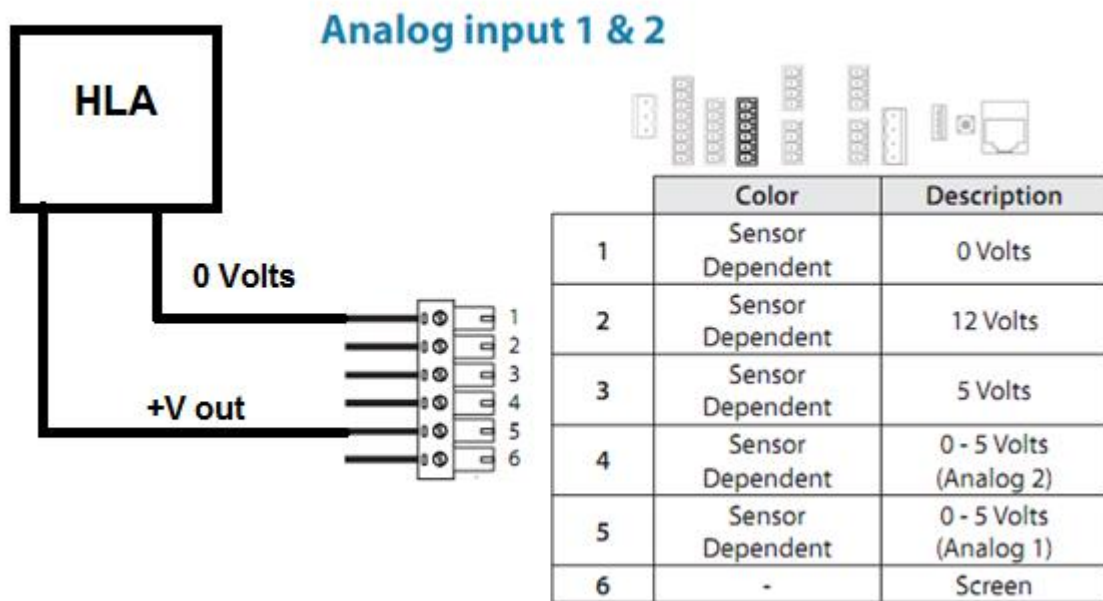 Analog input 1 & 2
HLA
0 Volts
+V out
1
2
3
4
5
6
Color Description
1 Sensor Dependent 0 Volts
2 Sensor Dependent 12 Volts
3 Sensor Dependent 5 Volts
4 Sensor Dependent 0 - 5 Volts (Analog 2)
5 Sensor Dependent 0 - 5 Volts (Analog 1)
6 - Screen